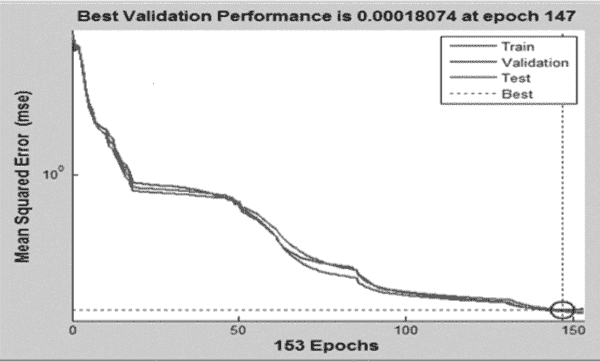 Best Validation Performance is 0.00018074 at epoch 147
Mean Squared Error (mse)
Train
Validation
Test
Best
10⁰
0 50 100 150
153 Epochs